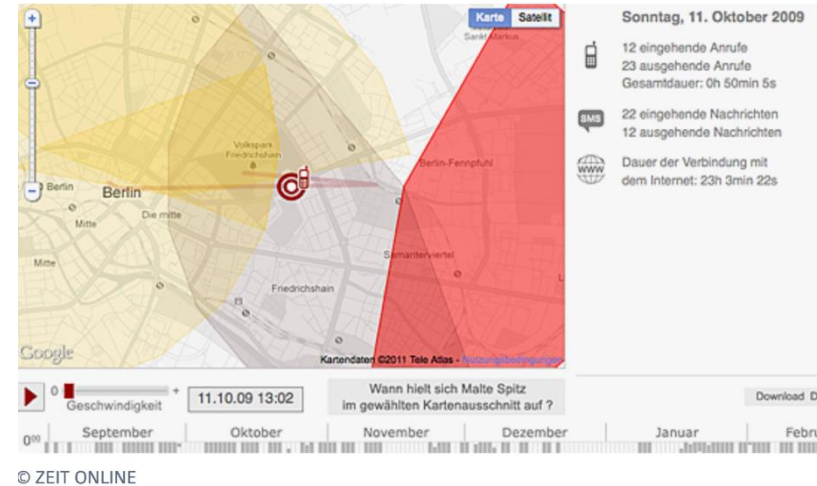 Karte Satellit
Sankt Markus
Volkspark
Friedrichshain
Berlin-Fennpfuhl
Berlin
Berlin
Die mitte
Mitte
Samariterviertel
Mitte
Friedrichshain
Google
Kartendaten ©2011 Tele Atlas - Nutzungsbedingungen
Sonntag, 11. Oktober 2009
12 eingehende Anrufe
23 ausgehende Anrufe
Gesamtdauer: 0h 50min 5s
SMS
22 eingehende Nachrichten
12 ausgehende Nachrichten
WWW
Dauer der Verbindung mit
dem Internet: 23h 3min 22s
0 +
Geschwindigkeit
11.10.09 13:02
Wann hielt sich Malte Spitz
im gewählten Kartenausschnitt auf ?
Download D
September Oktober November Dezember Januar Febru
0⁰⁰
© ZEIT ONLINE